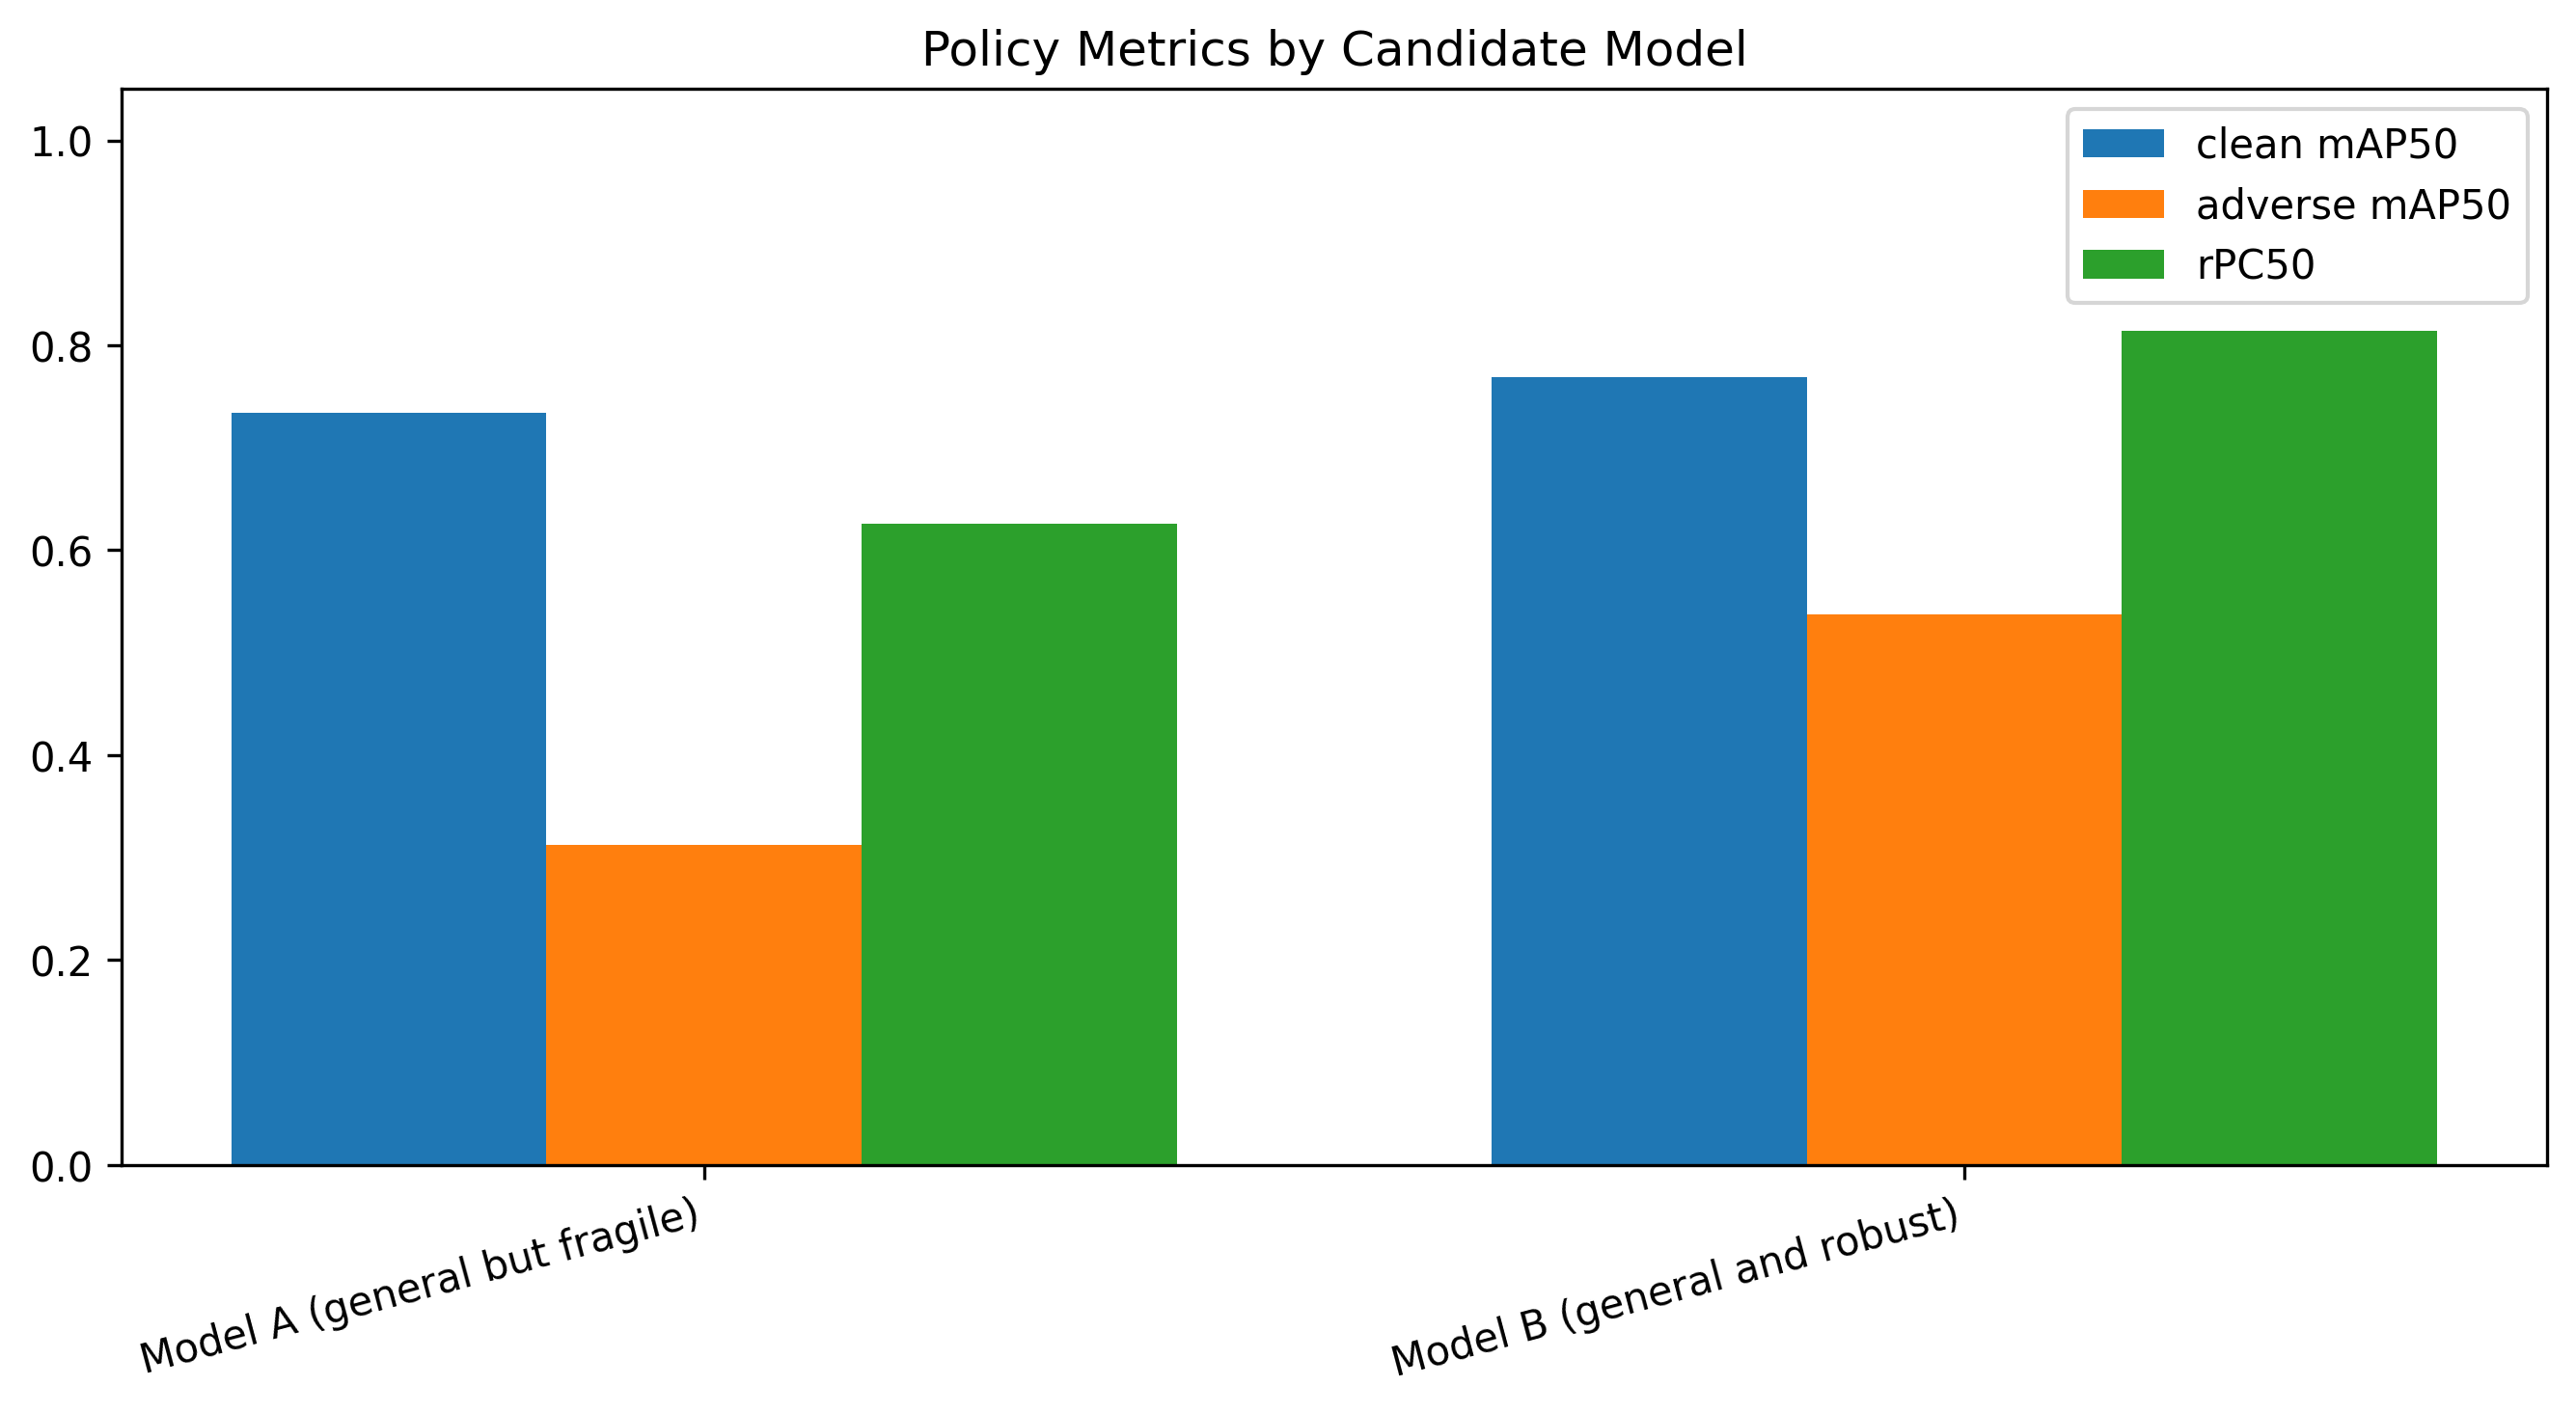 Policy Metrics by Candidate Model
1.0
0.8
0.6
0.4
0.2
0.0
clean mAP50
adverse mAP50
rPC50
Model A (general but fragile)
Model B (general and robust)